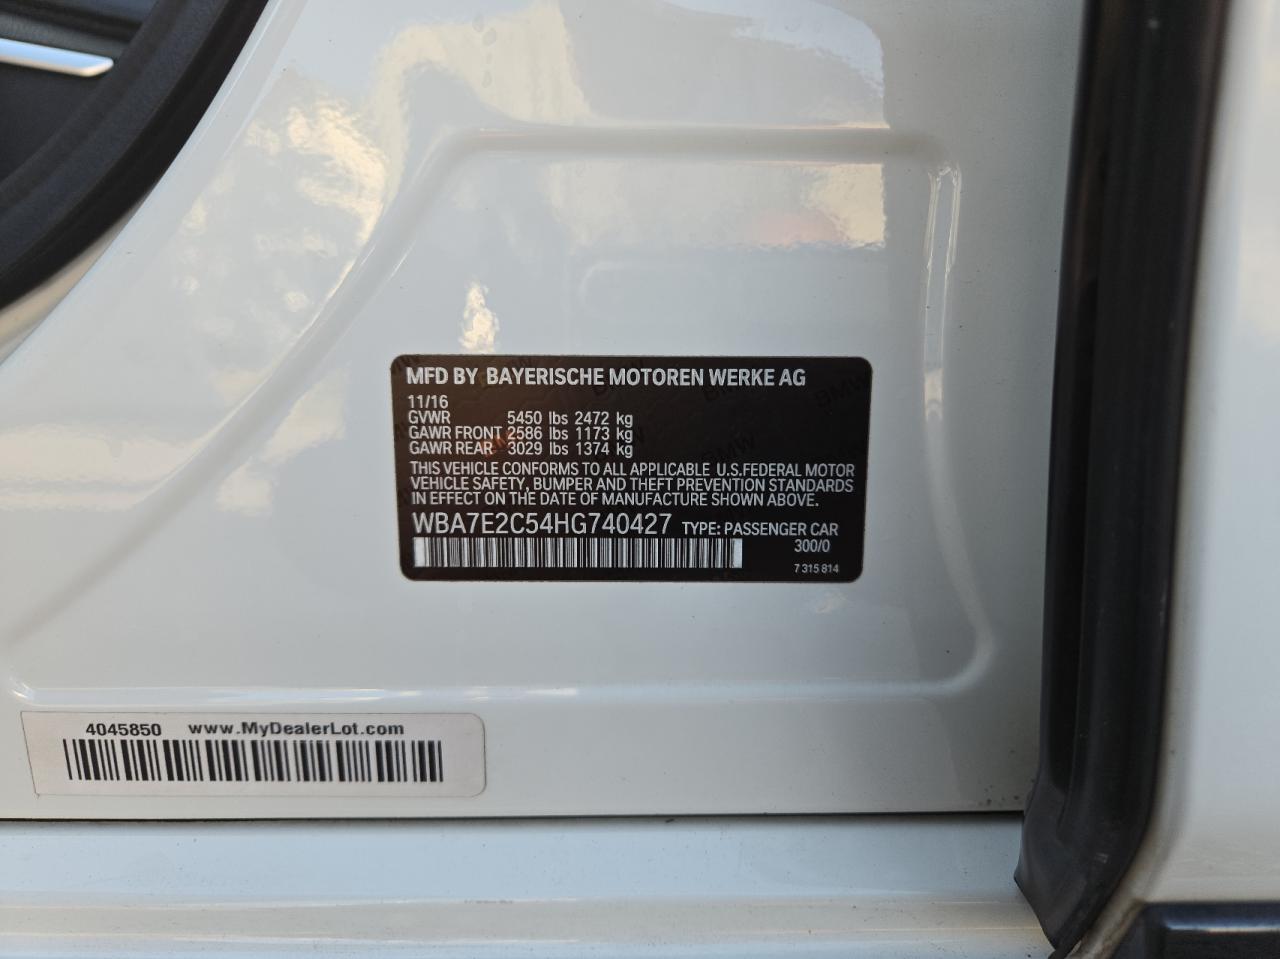 MFD BY BAYERISCHE MOTOREN WERKE AG
11/16
GVWR 5450 lbs 2472 kg
GAWR FRONT 2586 lbs 1173 kg
GAWR REAR 3029 lbs 1374 kg
THIS VEHICLE CONFORMS TO ALL APPLICABLE U.S.FEDERAL MOTOR
VEHICLE SAFETY, BUMPER AND THEFT PREVENTION STANDARDS
IN EFFECT ON THE DATE OF MANUFACTURE SHOWN ABOVE.
WBA7E2C54HG740427 TYPE: PASSENGER CAR
300/0
7 315 814
4045850 www.MyDealerLot.com